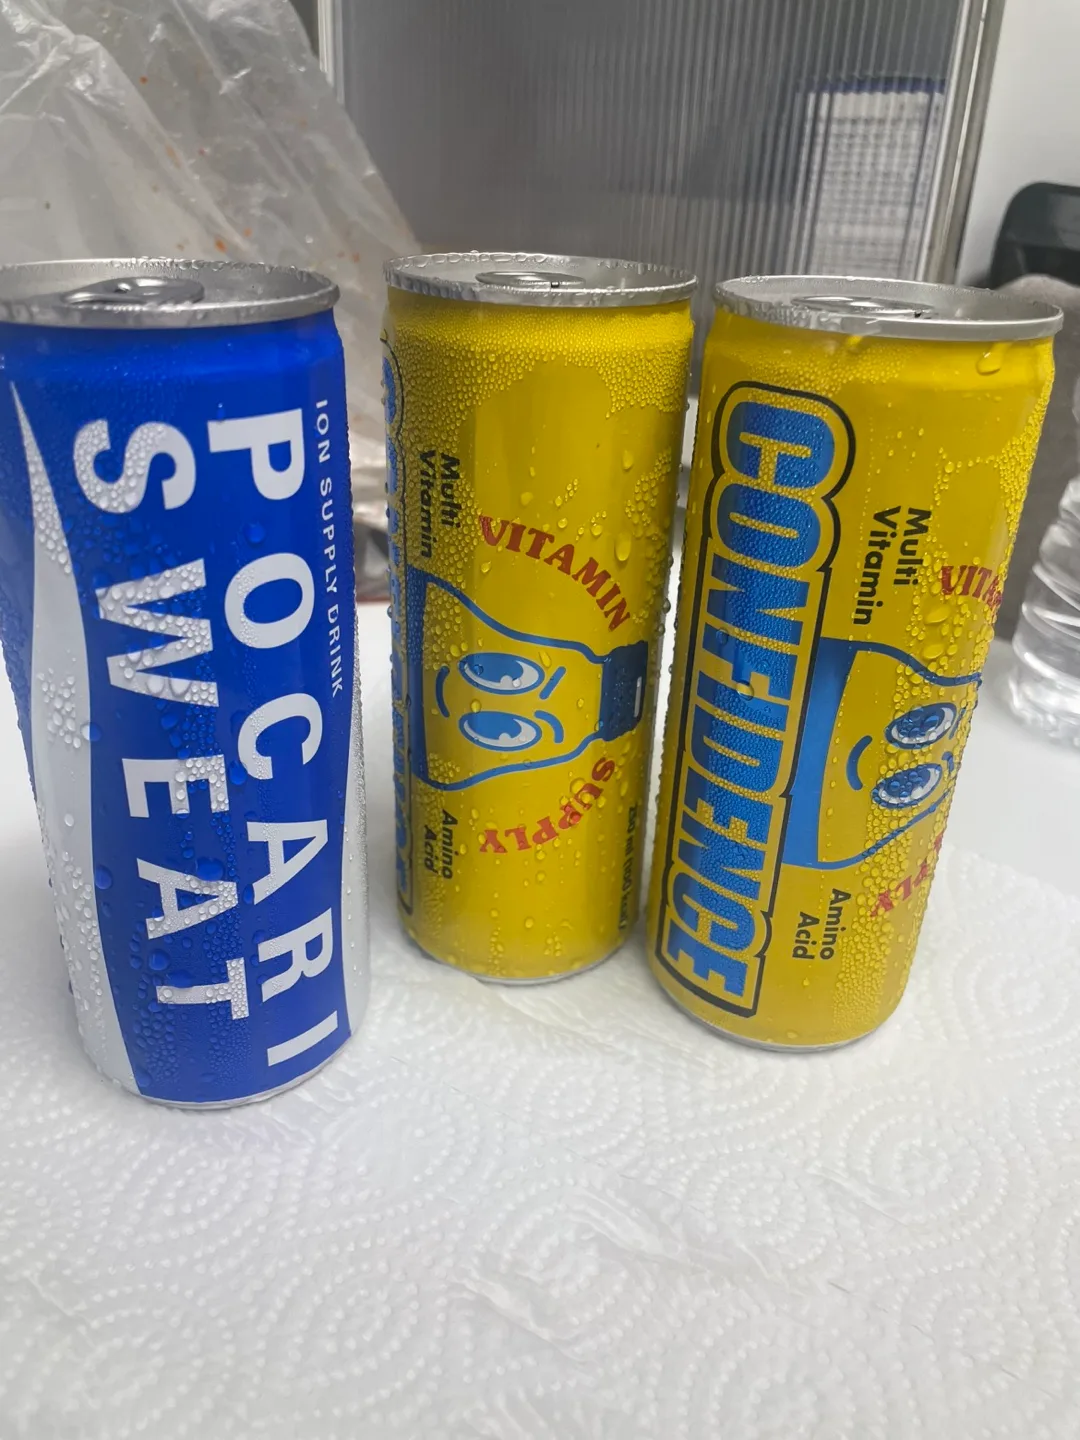 ION SUPPLY DRINK
POCARI
SWEAT
Multi
Vitamin
VITAMIN
SUPPLY
Amino
Acid
CONFIDENCE
Multi
Vitamin
Amino
Acid